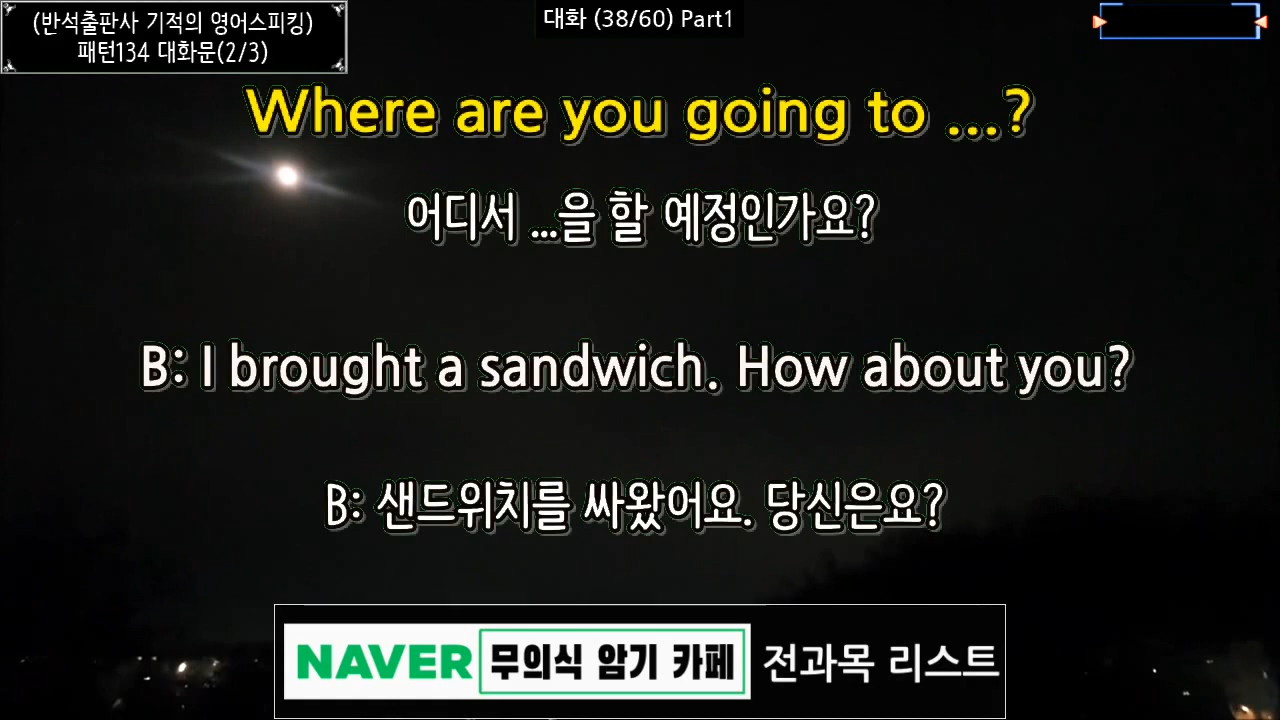 (반석출판사 기적의 영어스피킹)
패턴134 대화문(2/3)
대화 (38/60) Part1
Where are you going to ...?
어디서 ...을 할 예정인가요?
B: I brought a sandwich. How about you?
B: 샌드위치를 싸왔어요. 당신은요?
NAVER 무의식 암기 카페 전과목 리스트